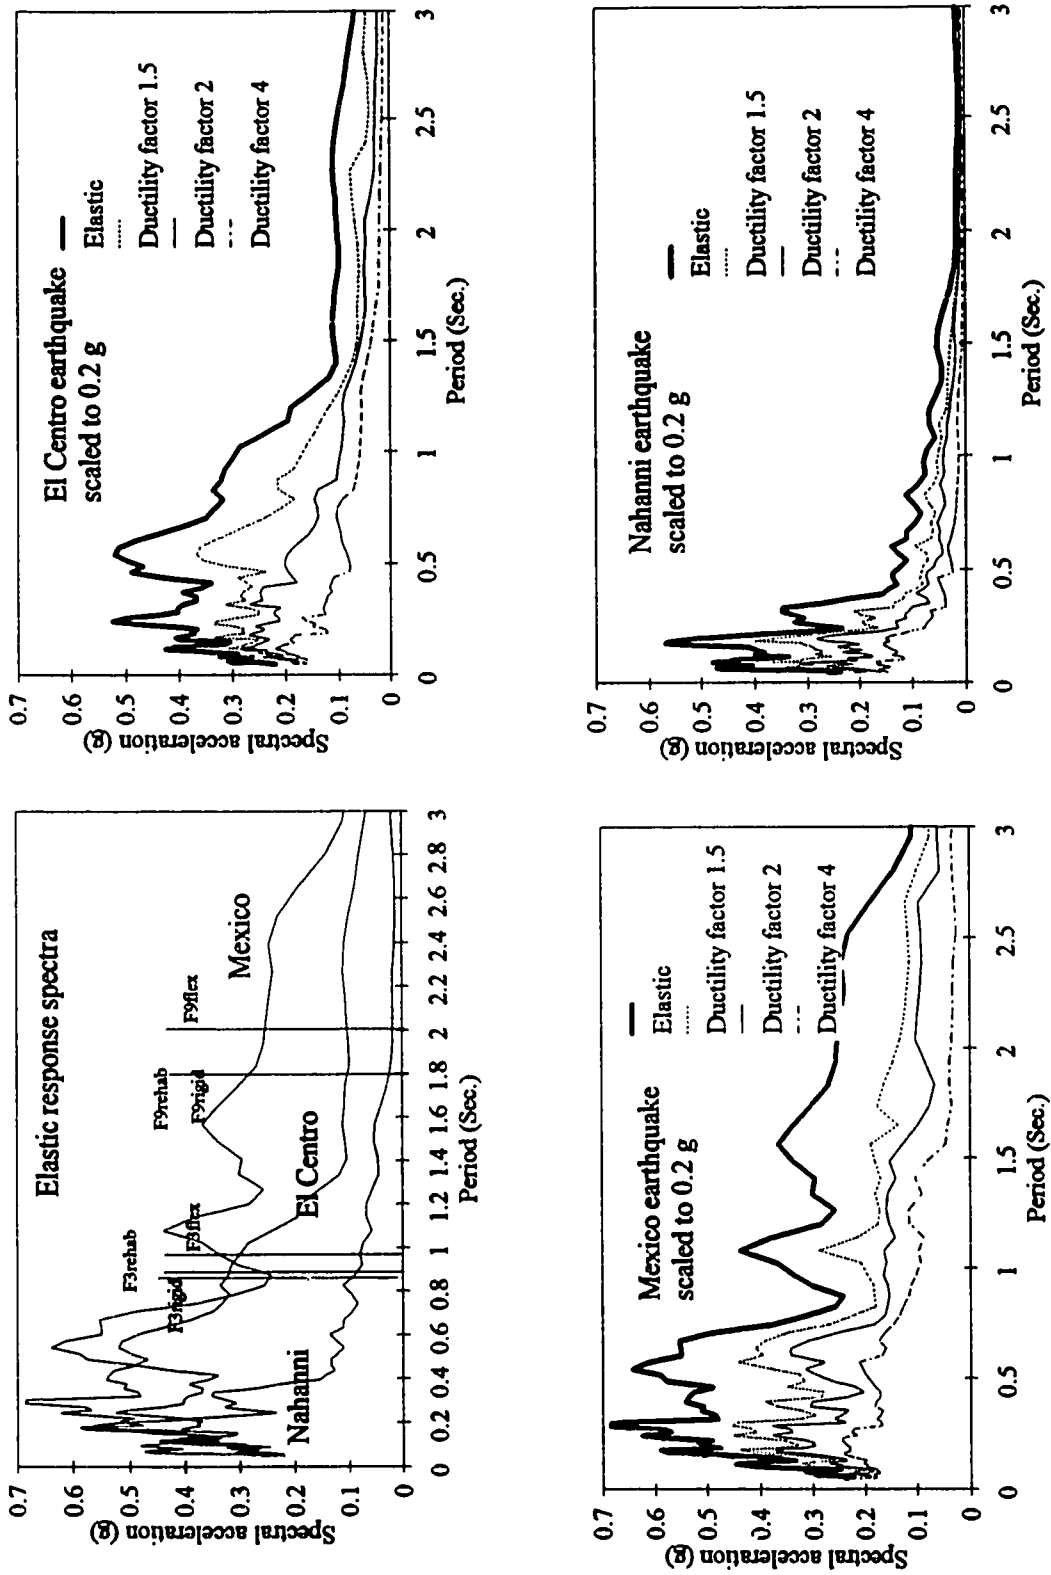 Elastic response spectra
Spectral acceleration (g)
0.7
0.6
0.5
0.4
0.3
0.2
0.1
0
F3rigid
F3rehab
F3flex
F9rehab
F9rigid
F9flex
Mexico
El Centro
Nahanni
0 0.2 0.4 0.6 0.8 1 1.2 1.4 1.6 1.8 2 2.2 2.4 2.6 2.8 3
Period (Sec.)
El Centro earthquake
scaled to 0.2 g
Elastic
Ductility factor 1.5
Ductility factor 2
Ductility factor 4
Spectral acceleration (g)
0.7
0.6
0.5
0.4
0.3
0.2
0.1
0
0 0.5 1 1.5 2 2.5 3
Period (Sec.)
Mexico earthquake
scaled to 0.2 g
Elastic
Ductility factor 1.5
Ductility factor 2
Ductility factor 4
Spectral acceleration (g)
0.7
0.6
0.5
0.4
0.3
0.2
0.1
0
0 0.5 1 1.5 2 2.5 3
Period (Sec.)
Nahanni earthquake
scaled to 0.2 g
Elastic
Ductility factor 1.5
Ductility factor 2
Ductility factor 4
Spectral acceleration (g)
0.7
0.6
0.5
0.4
0.3
0.2
0.1
0
0 0.5 1 1.5 2 2.5 3
Period (Sec.)